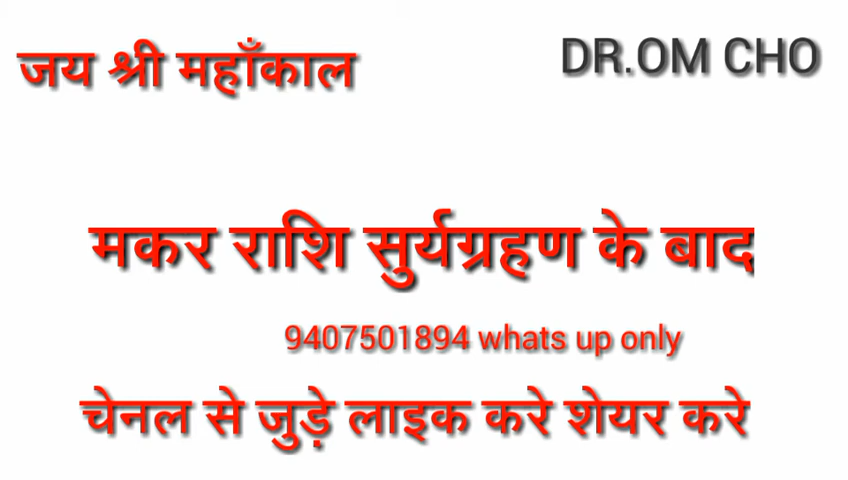 जय श्री महाँकाल
DR.OM CHO
मकर राशि सुर्यग्रहण के बाद
9407501894 whats up only
चेनल से जुड़े लाइक करे शेयर करे